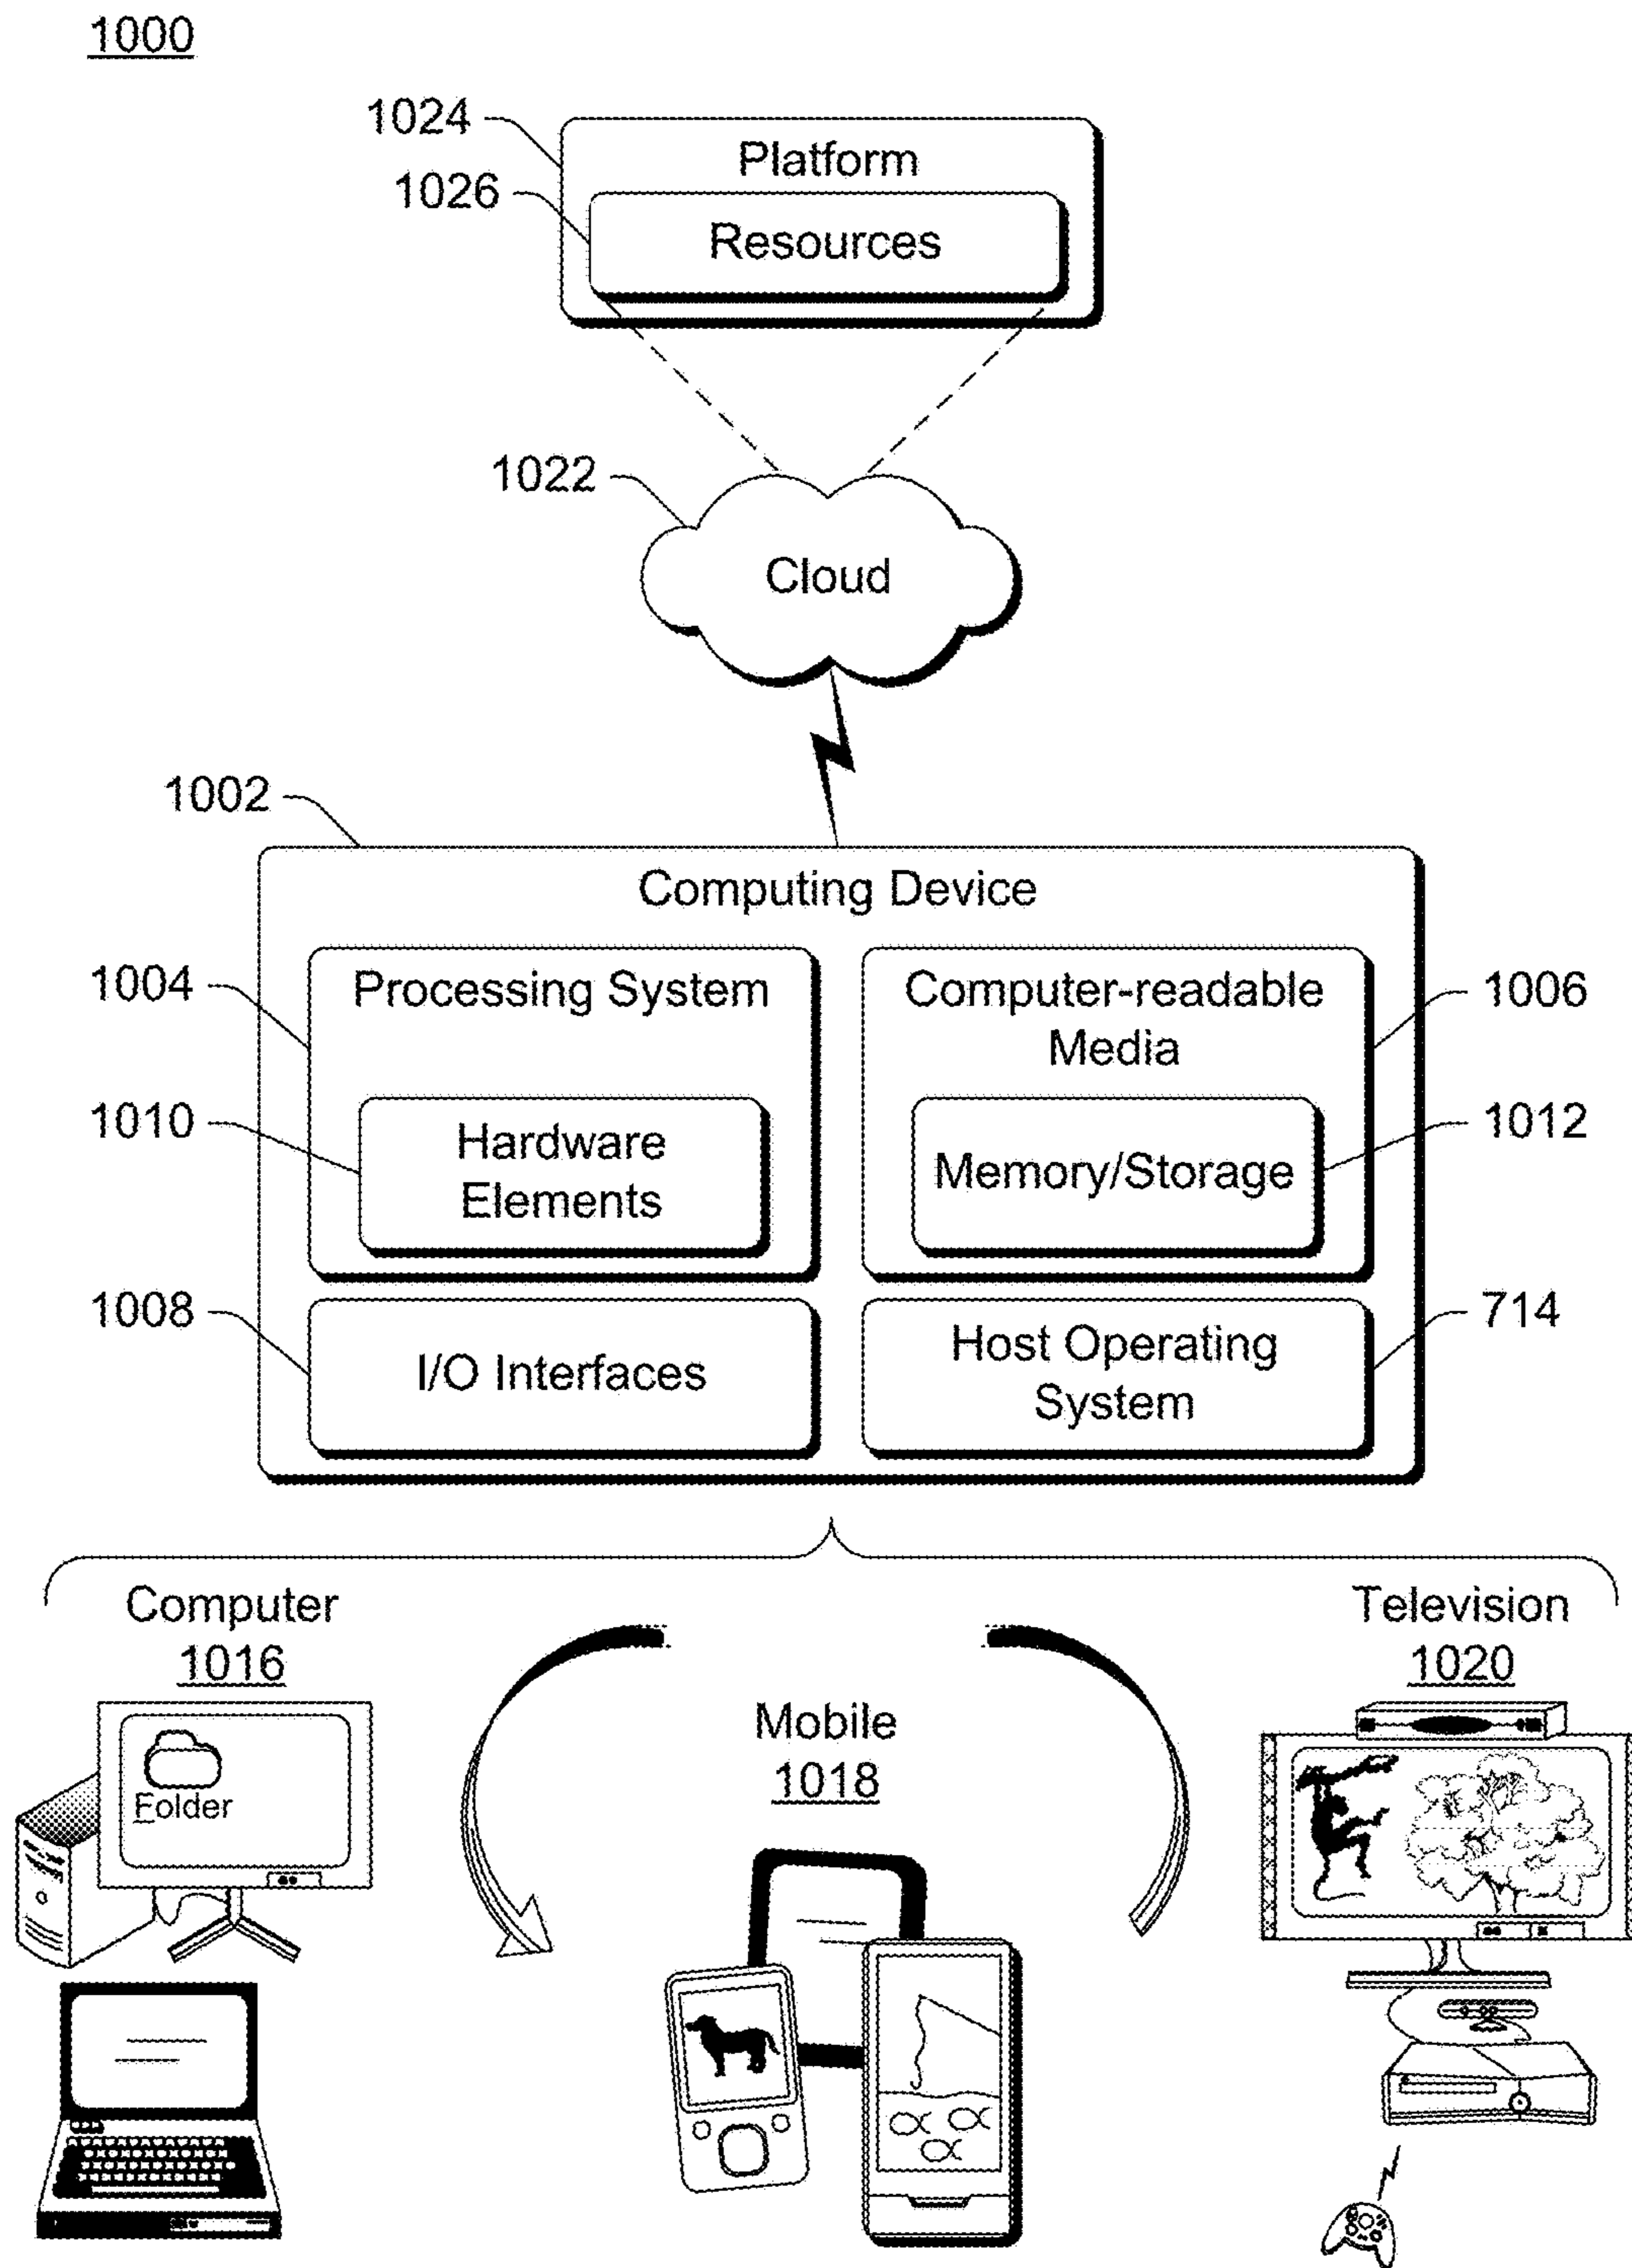 1000
1024
Platform
1026
Resources
1022
Cloud
1002
Computing Device
1004
Processing System
Computer-readable
Media
1006
1010
Hardware
Elements
Memory/Storage
1012
1008
I/O Interfaces
Host Operating
System
714
Computer
1016
Folder
Mobile
1018
Television
1020